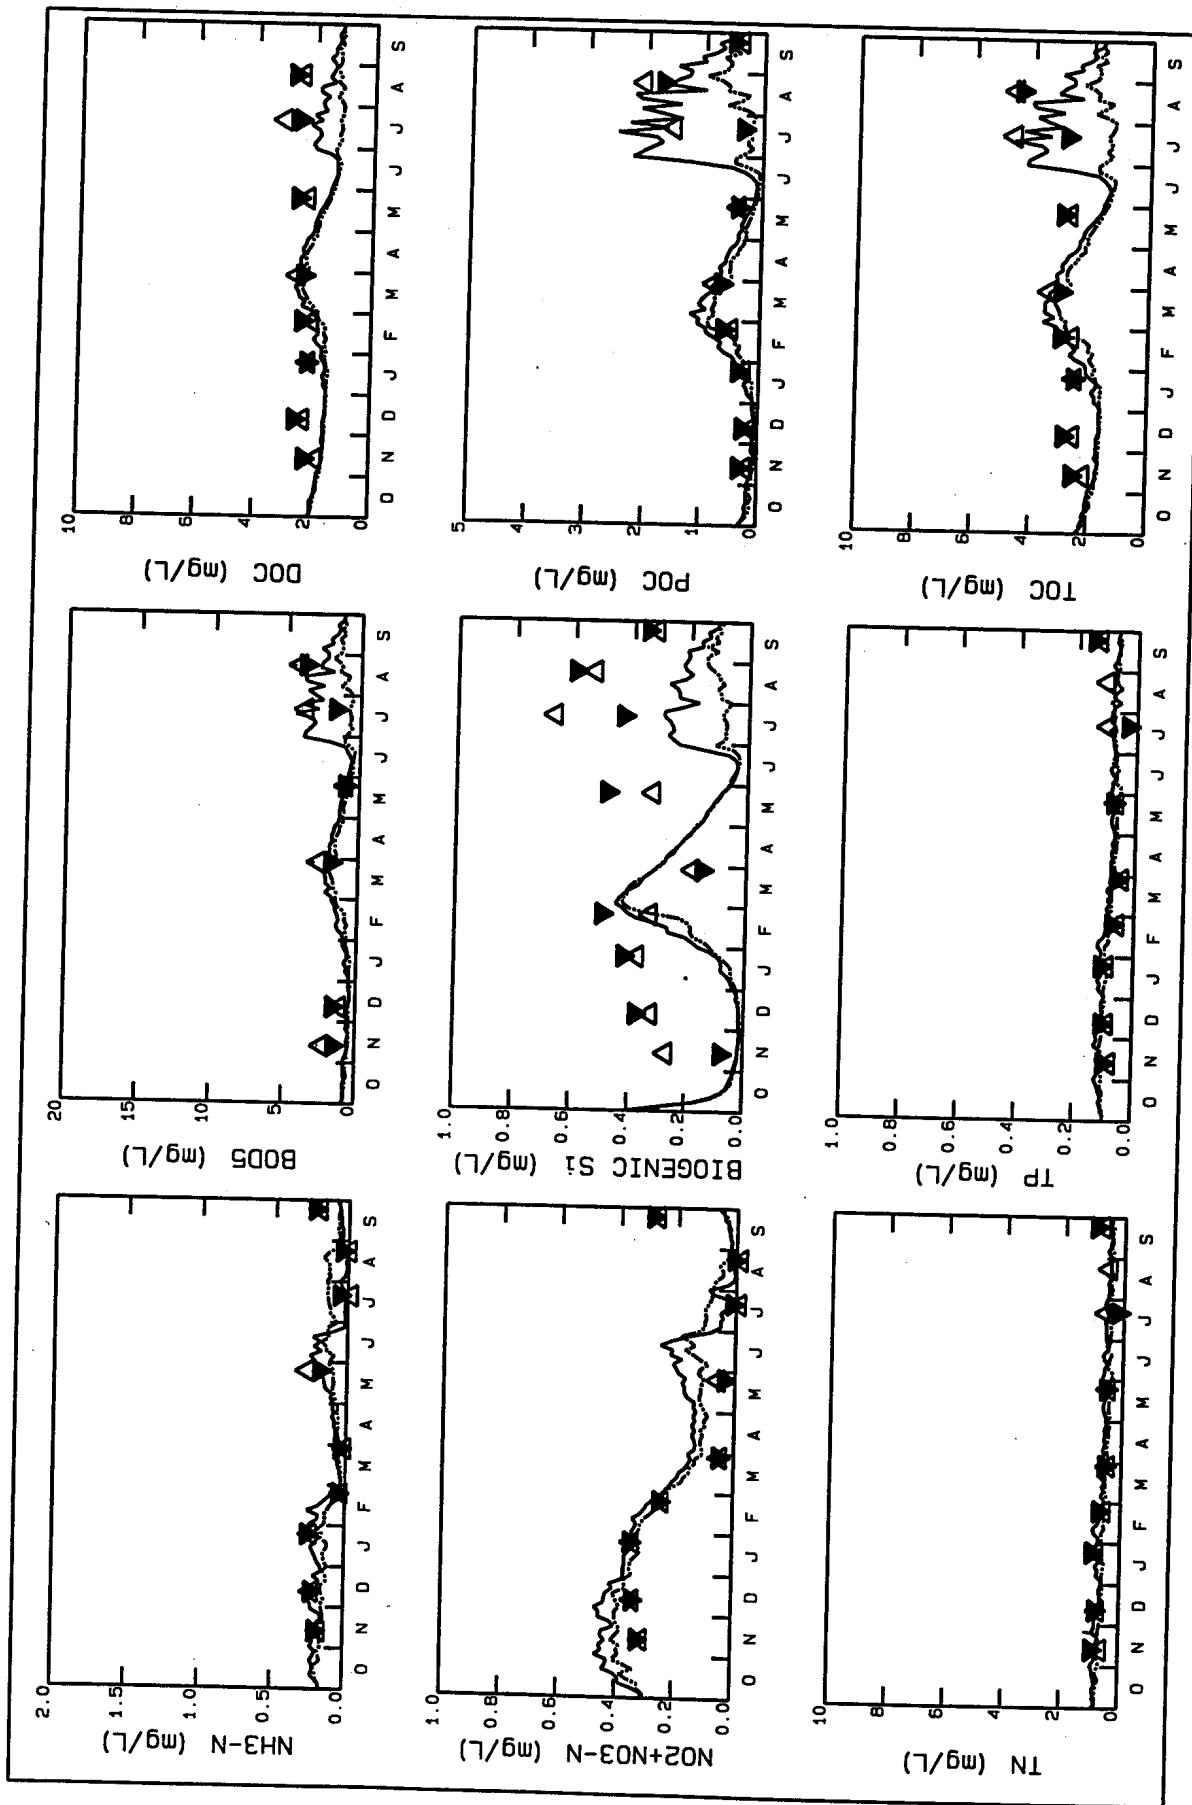 2.0
1.5
1.0
0.5
0.0
NH3-N (mg/L)
O N D J F M A M J J A S
20
15
10
5
0
BOD5 (mg/L)
O N D J F M A M J J A S
10
8
6
4
2
0
DOC (mg/L)
O N D J F M A M J J A S
1.0
0.8
0.6
0.4
0.2
0.0
NO2+NO3-N (mg/L)
O N D J F M A M J J A S
1.0
0.8
0.6
0.4
0.2
0.0
BIOGENIC Si (mg/L)
O N D J F M A M J J A S
5
4
3
2
1
0
POC (mg/L)
O N D J F M A M J J A S
10
8
6
4
2
0
TN (mg/L)
O N D J F M A M J J A S
1.0
0.8
0.6
0.4
0.2
0.0
TP (mg/L)
O N D J F M A M J J A S
10
8
6
4
2
0
TOC (mg/L)
O N D J F M A M J J A S